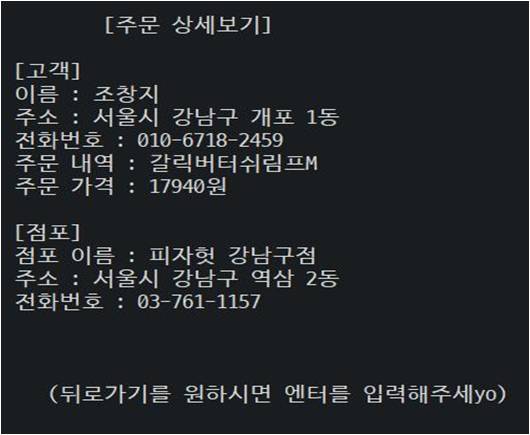 [주문 상세보기]
[고객]
이름 : 조창지
주소 : 서울시 강남구 개포 1동
전화번호 : 010-6718-2459
주문 내역 : 갈릭버터쉬림프M
주문 가격 : 17940원
[점포]
점포 이름 : 피자헛 강남구점
주소 : 서울시 강남구 역삼 2동
전화번호 : 03-761-1157
(뒤로가기를 원하시면 엔터를 입력해주세yo)